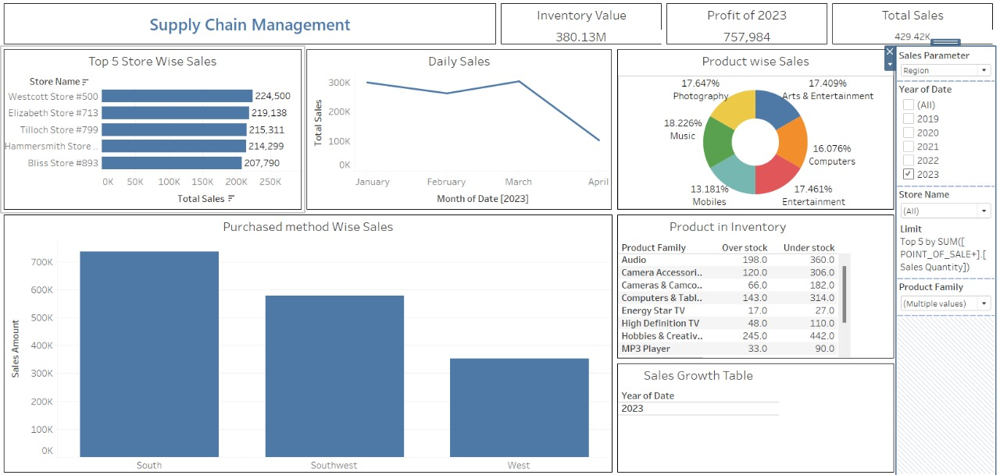 Supply Chain Management
Inventory Value
380.13M
Profit of 2023
757,984
Total Sales
429.42K
Top 5 Store Wise Sales
Store Name
Westcott Store #500 224,500
Elizabeth Store #713 219,138
Tilloch Store #799 215,311
Hammersmith Store .. 214,299
Bliss Store #893 207,790
0K 50K 100K 150K 200K 250K
Total Sales
Daily Sales
Total Sales
300K
200K
100K
0K
January February March April
Month of Date [2023]
Product wise Sales
17.647%
Photography
17.409%
Arts & Entertainment
18.226%
Music
16.076%
Computers
13.181%
Mobiles
17.461%
Entertainment
Purchased method Wise Sales
Sales Amount
700K
600K
500K
400K
300K
200K
100K
0K
South Southwest West
Product in Inventory
Product Family Over stock Under stock
Audio 198.0 360.0
Camera Accessori.. 120.0 306.0
Cameras & Camco.. 66.0 182.0
Computers & Tabl.. 143.0 314.0
Energy Star TV 17.0 27.0
High Definition TV 48.0 110.0
Hobbies & Creativ.. 245.0 442.0
MP3 Player 33.0 90.0
Sales Growth Table
Year of Date
2023
Sales Parameter
Region
Year of Date
(All)
2019
2020
2021
2022
2023
Store Name
(All)
Limit
Top 5 by SUM([
POINT_OF_SALE+].[
Sales Quantity])
Product Family
(Multiple values)